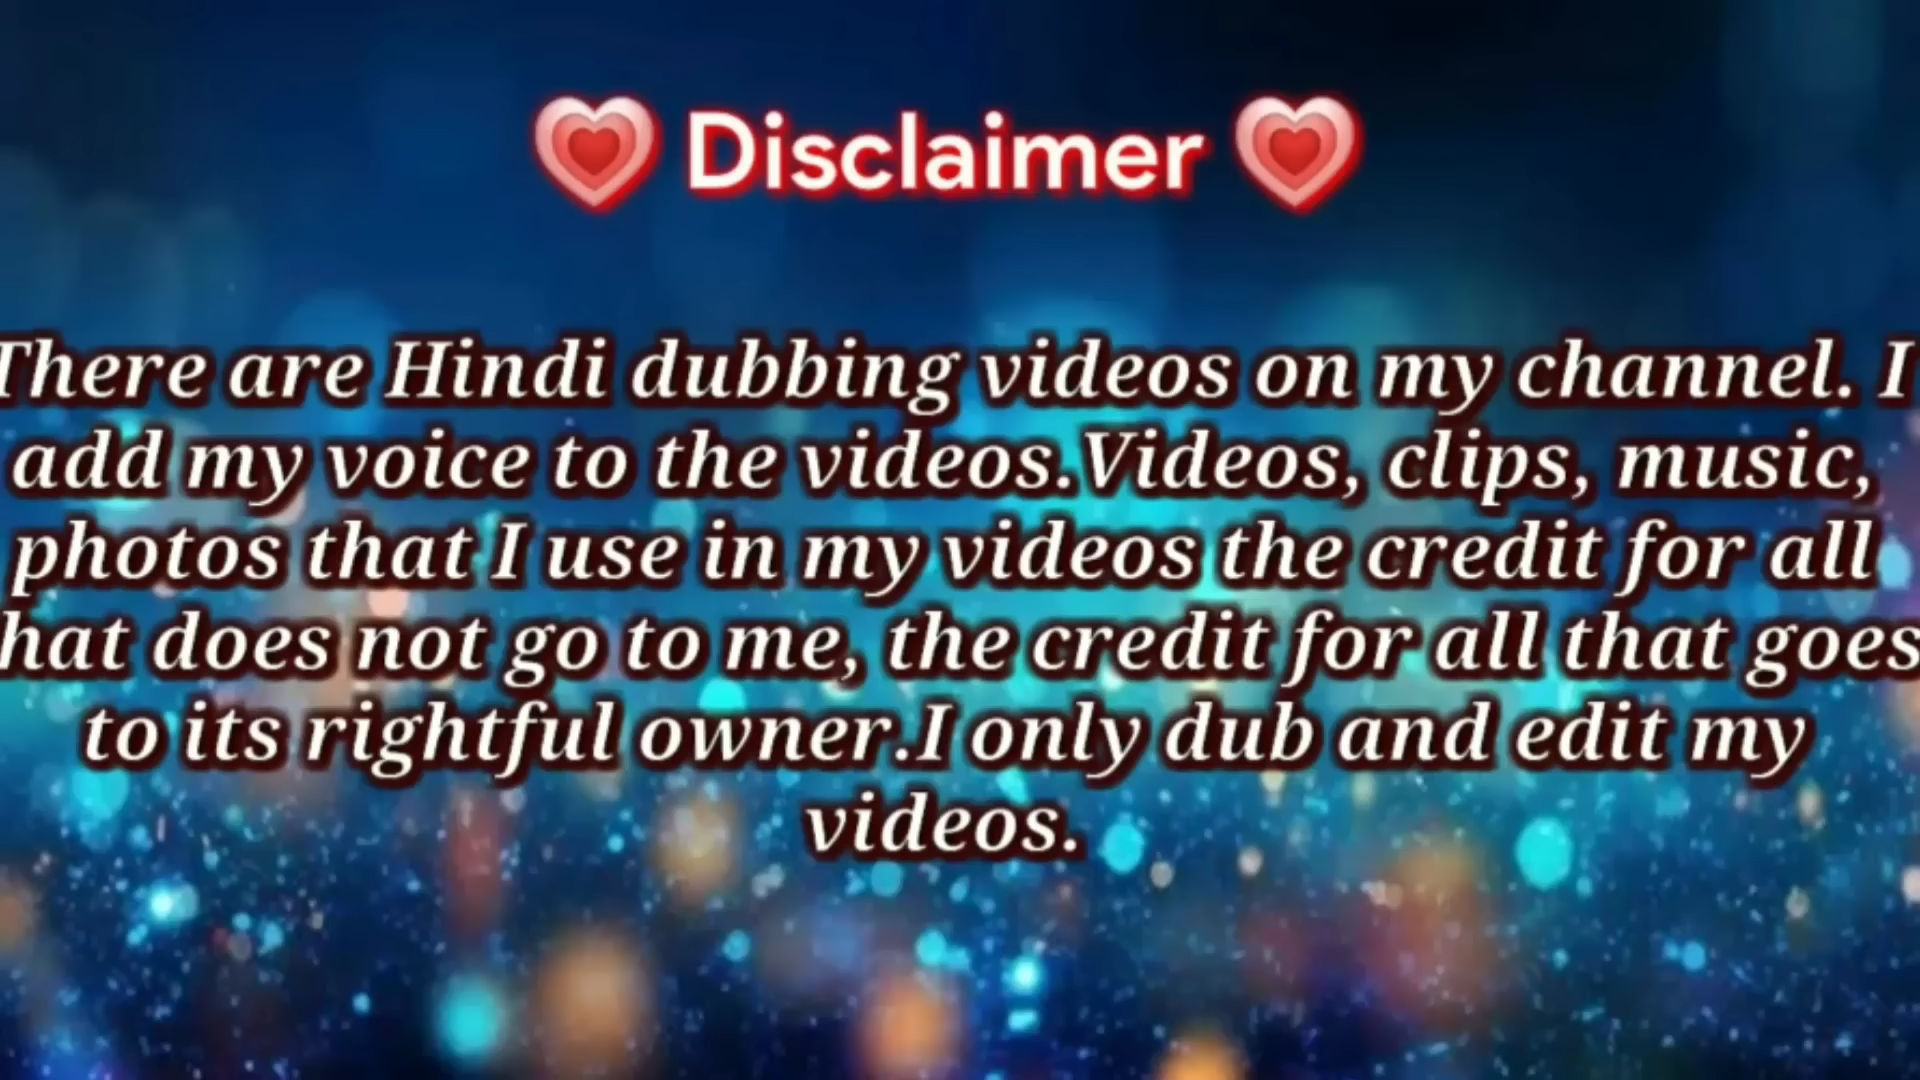 💗 Disclaimer 💗
There are Hindi dubbing videos on my channel. I
add my voice to the videos.Videos, clips, music,
photos that I use in my videos the credit for all
hat does not go to me, the credit for all that goes
to its rightful owner.I only dub and edit my
videos.